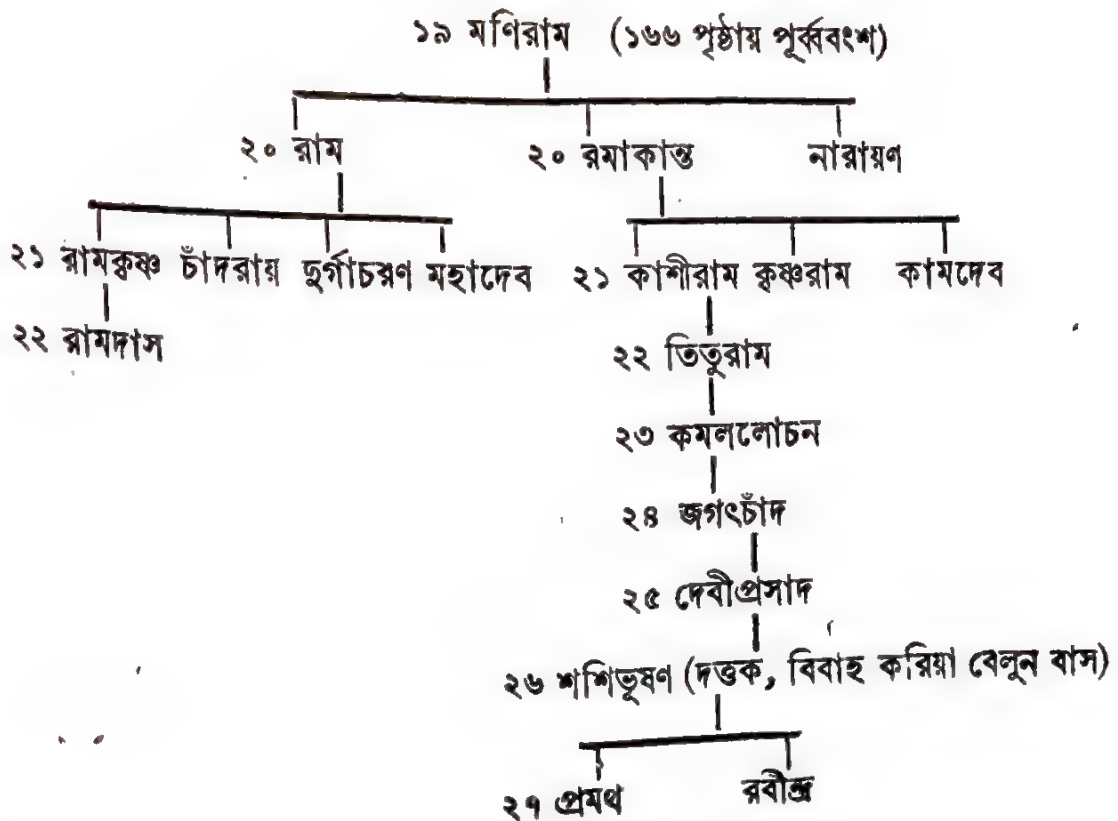 ১৯ মণিরাম (১৬৬ পৃষ্ঠায় পূর্ব্ববংশ)
২০ রাম ২০ রমাকান্ত নারায়ণ
২১ রামকৃষ্ণ চাঁদরায় দুর্গাচরণ মহাদেব ২১ কাশীরাম কৃষ্ণরাম কামদেব
২২ রামদাস ২২ তিতুরাম
২৩ কমললোচন
২৪ জগৎচাঁদ
২৫ দেবীপ্রসাদ
২৬ শশিভূষণ (দত্তক, বিবাহ করিয়া বেলুন বাস)
২৭ প্রমথ রবীন্দ্র